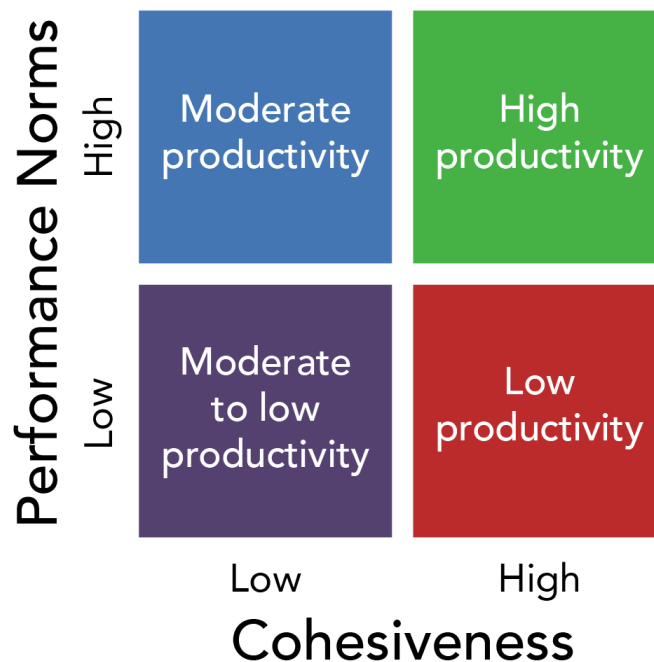 Performance Norms
High
Moderate
productivity
High
productivity
Low
Moderate
to low
productivity
Low
productivity
Low
High
Cohesiveness